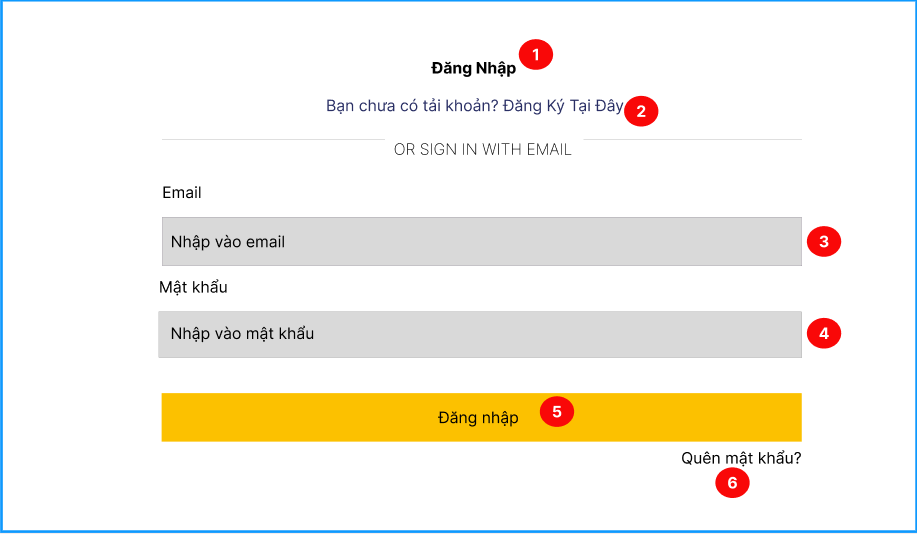 Đăng Nhập 1
Bạn chưa có tải khoản? Đăng Ký Tại Đây 2
OR SIGN IN WITH EMAIL
Email
Nhập vào email 3
Mật khẩu
Nhập vào mật khẩu 4
Đăng nhập 5
Quên mật khẩu?
6